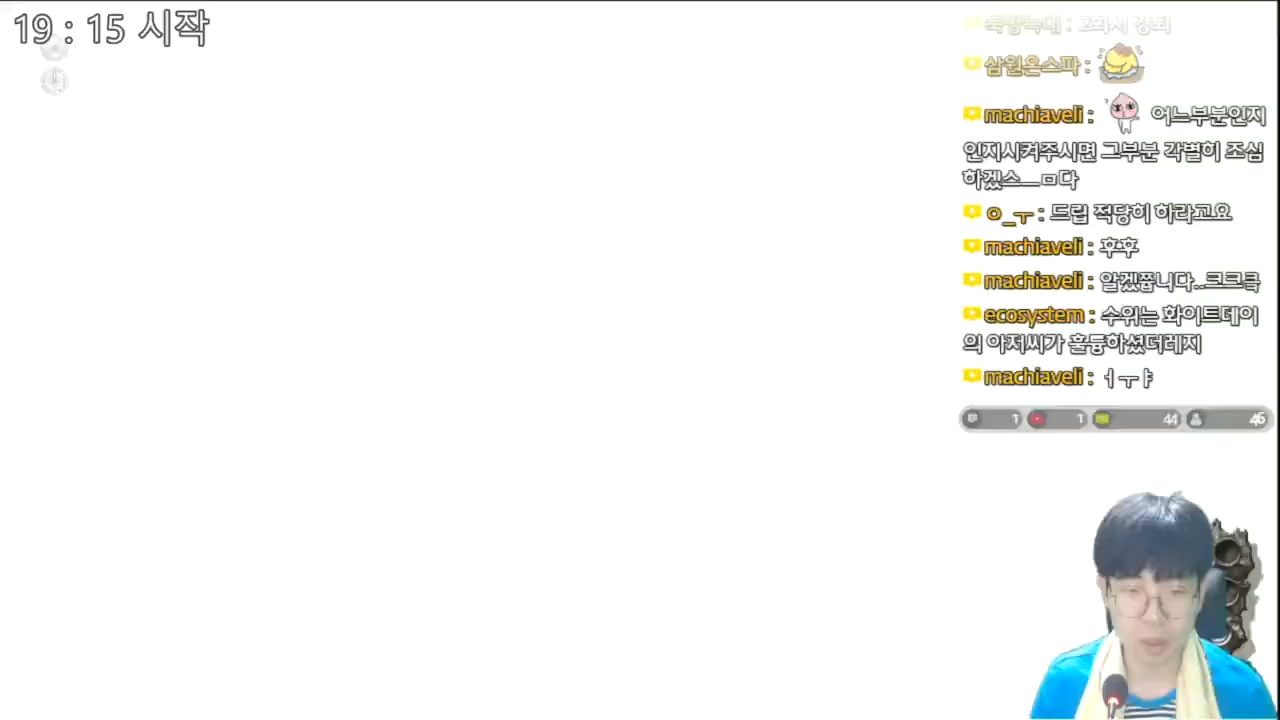 19 : 15 시작
삼원온스파 :
machiaveli : 어느부분인지
인지시켜주시면 그부분 각별히 조심
하겠스ㅡㅁ다
ㅇ_ㅜ : 드립 적당히 하라고요
machiaveli : 후후
machiaveli : 알겠쯥니다..크르큭
ecosystem : 수위는 화이트데이
의 아저씨가 훌륭하셨더레지
machiaveli : ㅕㅜㅑ
1 1 44 46